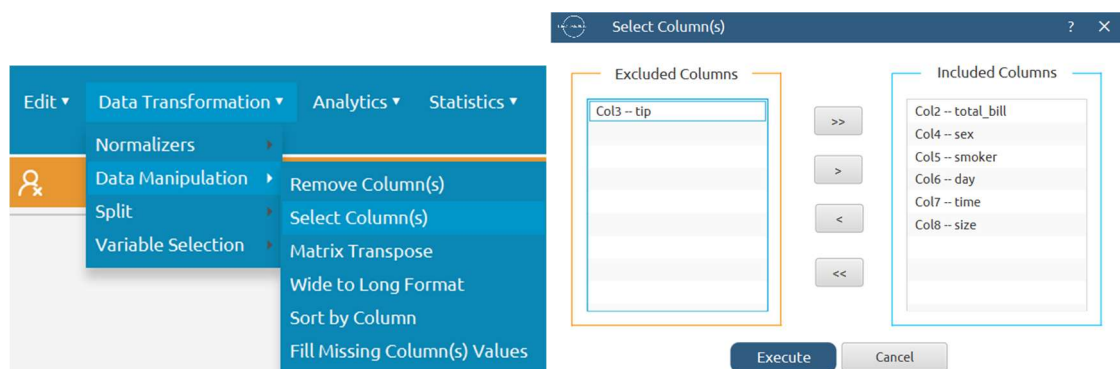 Edit ▾ Data Transformation ▾ Analytics ▾ Statistics ▾
Normalizers
Data Manipulation
Split
Variable Selection
Remove Column(s)
Select Column(s)
Matrix Transpose
Wide to Long Format
Sort by Column
Fill Missing Column(s) Values
Select Column(s) ? ✕
Excluded Columns
Col3 -- tip
>>
>
<
<<
Included Columns
Col2 -- total_bill
Col4 -- sex
Col5 -- smoker
Col6 -- day
Col7 -- time
Col8 -- size
Execute Cancel